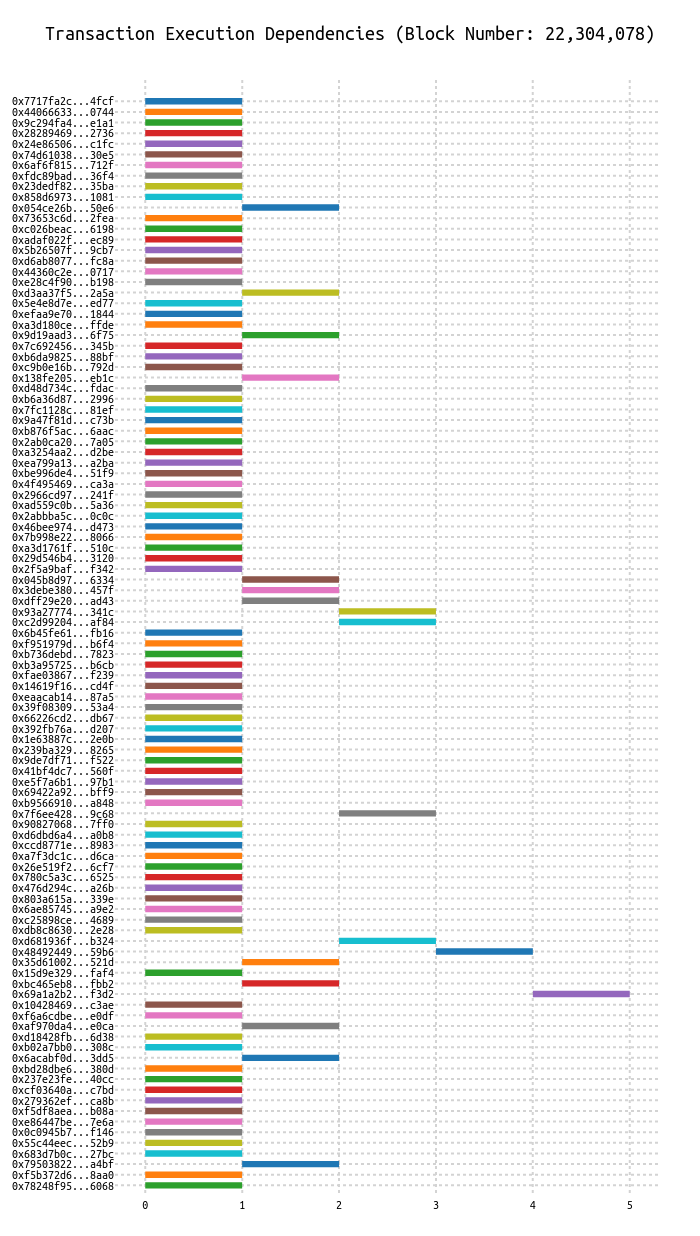 Transaction Execution Dependencies (Block Number: 22,304,078)
0x7717fa2c...4fcf
0x44066633...0744
0x9c294fa4...e1a1
0x28289469...2736
0x24e86506...c1fc
0x74d61038...30e5
0x6af6f815...712f
0xfdc89bad...36f4
0x23dedf82...35ba
0x858d6973...1081
0x054ce26b...50e6
0x73653c6d...2fea
0xc026beac...6198
0xadaf022f...ec89
0x5b26507f...9cb7
0xd6ab8077...fc8a
0x44360c2e...0717
0xe28c4f90...b198
0xd3aa37f5...2a5a
0x5e4e8d7e...ed77
0xefaa9e70...1844
0xa3d180ce...ffde
0x9d19aad3...6f75
0x7c692456...345b
0xb6da9825...88bf
0xc9b0e16b...792d
0x138fe205...eb1c
0xd48d734c...fdac
0xb6a36d87...2996
0x7fc1128c...81ef
0x9a47f81d...c73b
0xb876f5ac...6aac
0x2ab0ca20...7a05
0xa3254aa2...d2be
0xea799a13...a2ba
0xbe996de4...51f9
0x4f495469...ca3a
0x2966cd97...241f
0xad559c0b...5a36
0x2abbba5c...0c0c
0x46bee974...d473
0x7b998e22...8066
0xa3d1761f...510c
0x29d546b4...3120
0x2f5a9baf...f342
0x045b8d97...6334
0x3debe380...457f
0xdff29e20...ad43
0x93a27774...341c
0xc2d99204...af84
0x6b45fe61...fb16
0xf951979d...b6f4
0xb736debd...7823
0xb3a95725...b6cb
0xfae03867...f239
0x14619f16...cd4f
0xeaacab14...87a5
0x39f08309...53a4
0x66226cd2...db67
0x392fb76a...d207
0x1e63887c...2e0b
0x239ba329...8265
0x9de7df71...f522
0x41bf4dc7...560f
0xe5f7a6b1...97b1
0x69422a92...bff9
0xb9566910...a848
0x7f6ee428...9c68
0x90827068...7ff0
0xd6dbd6a4...a0b8
0xccd8771e...8983
0xa7f3dc1c...d6ca
0x26e519f2...6cf7
0x780c5a3c...6525
0x476d294c...a26b
0x803a615a...339e
0x6ae85745...a9e2
0xc25898ce...4689
0xdb8c8630...2e28
0xd681936f...b324
0x48492449...59b6
0x35d61002...521d
0x15d9e329...faf4
0xbc465eb8...fbb2
0x69a1a2b2...f3d2
0x10428469...c3ae
0xf6a6cdbe...e0df
0xaf970da4...e0ca
0xd18428fb...6d38
0xb02a7bb0...308c
0x6acabf0d...3dd5
0xbd28dbe6...380d
0x237e23fe...40cc
0xcf03640a...c7bd
0x279362ef...ca8b
0xf5df8aea...b08a
0xe86447be...7e6a
0x0c0945b7...f146
0x55c44eec...52b9
0x683d7b0c...27bc
0x79503822...a4bf
0xf5b372d6...8aa0
0x78248f95...6068
0 1 2 3 4 5